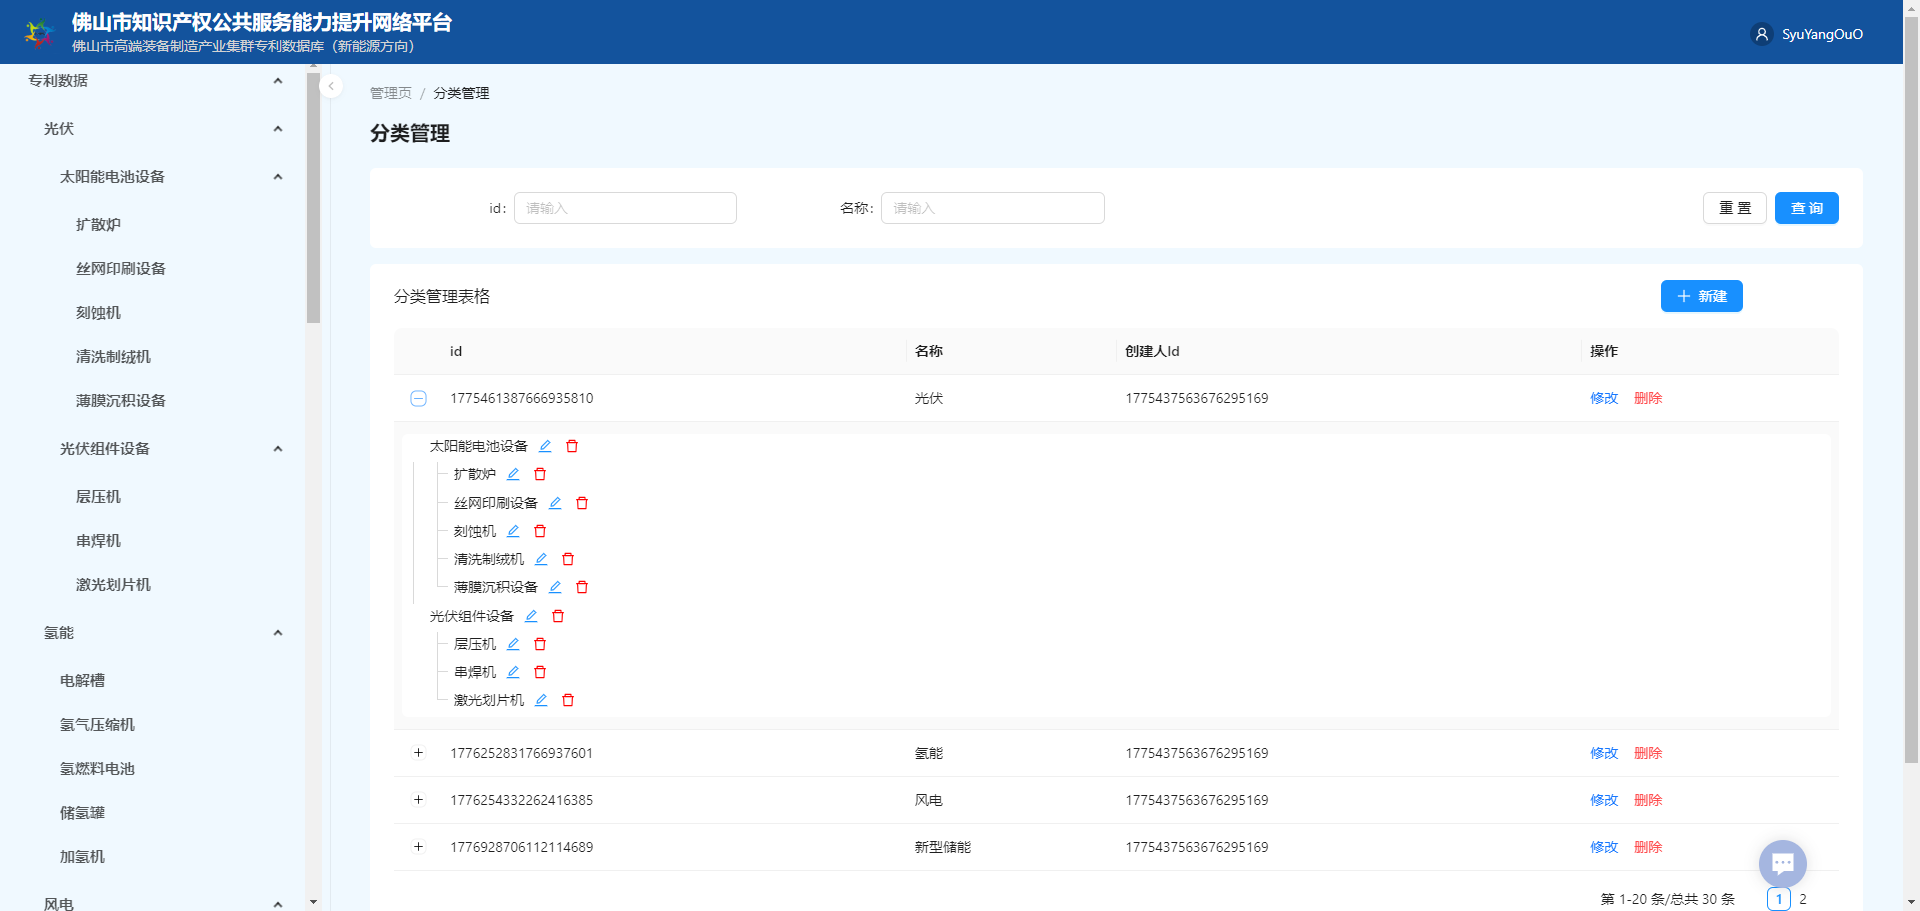 佛山市知识产权公共服务能力提升网络平台
佛山市高端装备制造产业集群专利数据库（新能源方向）
SyuYangOuO
专利数据
光伏
太阳能电池设备
扩散炉
丝网印刷设备
刻蚀机
清洗制绒机
薄膜沉积设备
光伏组件设备
层压机
串焊机
激光划片机
氢能
电解槽
氢气压缩机
氢燃料电池
储氢罐
加氢机
风电
管理页 / 分类管理
分类管理
id: 请输入 名称: 请输入 重 置 查 询
分类管理表格 新建
id 名称 创建人Id 操作
1775461387666935810 光伏 1775437563676295169 修改 删除
太阳能电池设备
扩散炉
丝网印刷设备
刻蚀机
清洗制绒机
薄膜沉积设备
光伏组件设备
层压机
串焊机
激光划片机
1776252831766937601 氢能 1775437563676295169 修改 删除
1776254332262416385 风电 1775437563676295169 修改 删除
1776928706112114689 新型储能 1775437563676295169 修改 删除
第 1-20 条/总共 30 条 1 2